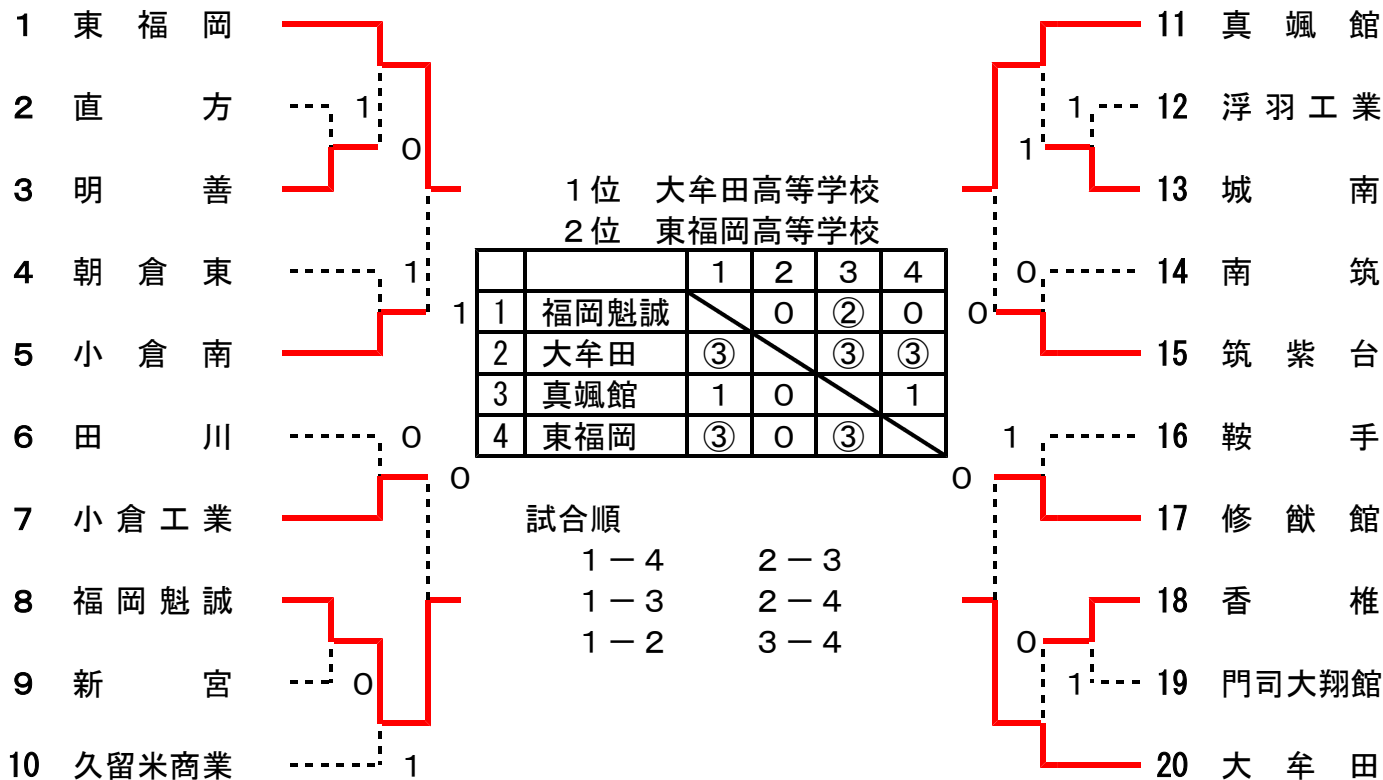 1 東福岡
2 直方
1
0
3 明善
4 朝倉東
1
1
5 小倉南
6 田川
0
0
7 小倉工業
8 福岡魁誠
9 新宮
0
10 久留米商業
1
1位 大牟田高等学校
2位 東福岡高等学校
1 2 3 4
1 福岡魁誠 0 ② 0
2 大牟田 ③ ③ ③
3 真颯館 1 0 1
4 東福岡 ③ 0 ③
試合順
1-4 2-3
1-3 2-4
1-2 3-4
11 真颯館
1 12 浮羽工業
1
13 城南
0 14 南筑
0
15 筑紫台
1 16 鞍手
0
17 修猷館
18 香椎
0
1 19 門司大翔館
20 大牟田